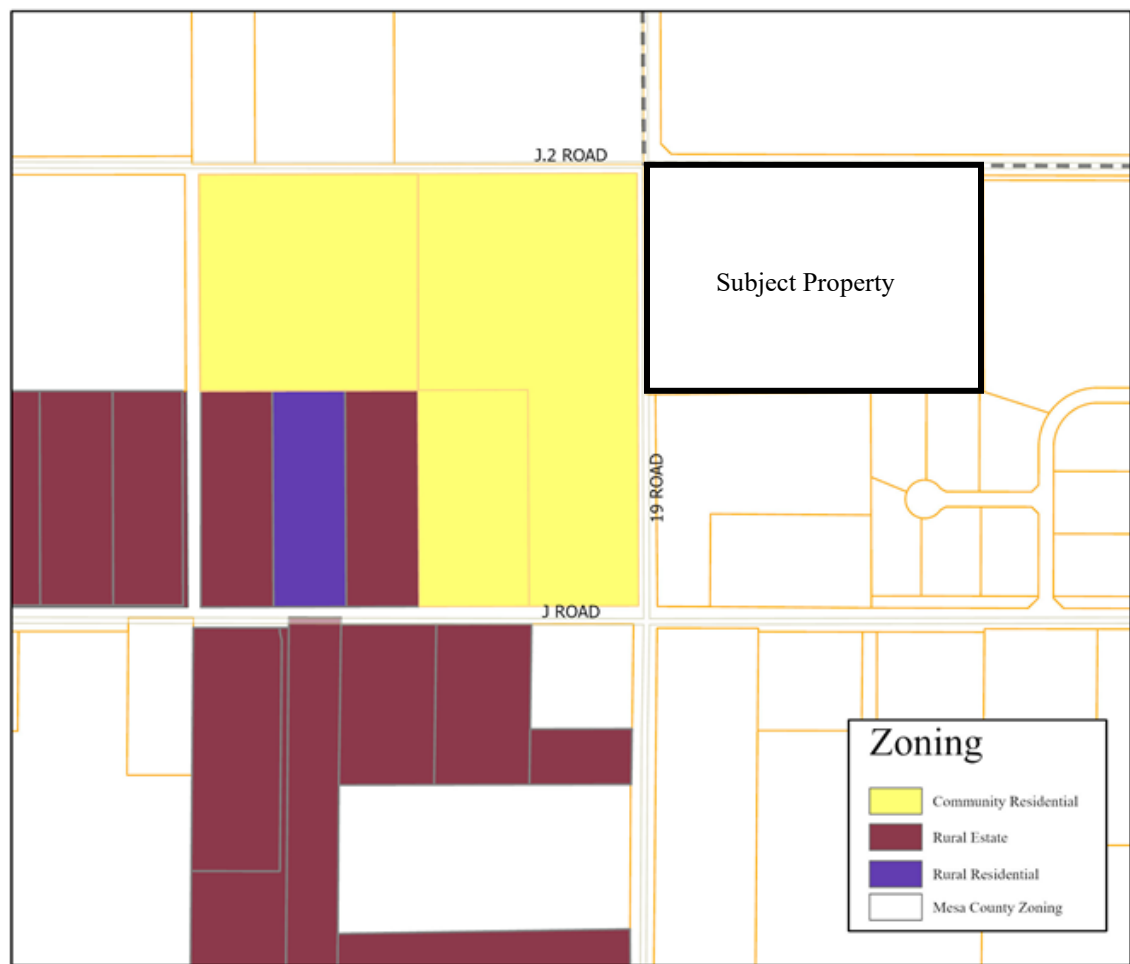 J.2 ROAD
Subject Property
19 ROAD
J ROAD
Zoning
Community Residential
Rural Estate
Rural Residential
Mesa County Zoning